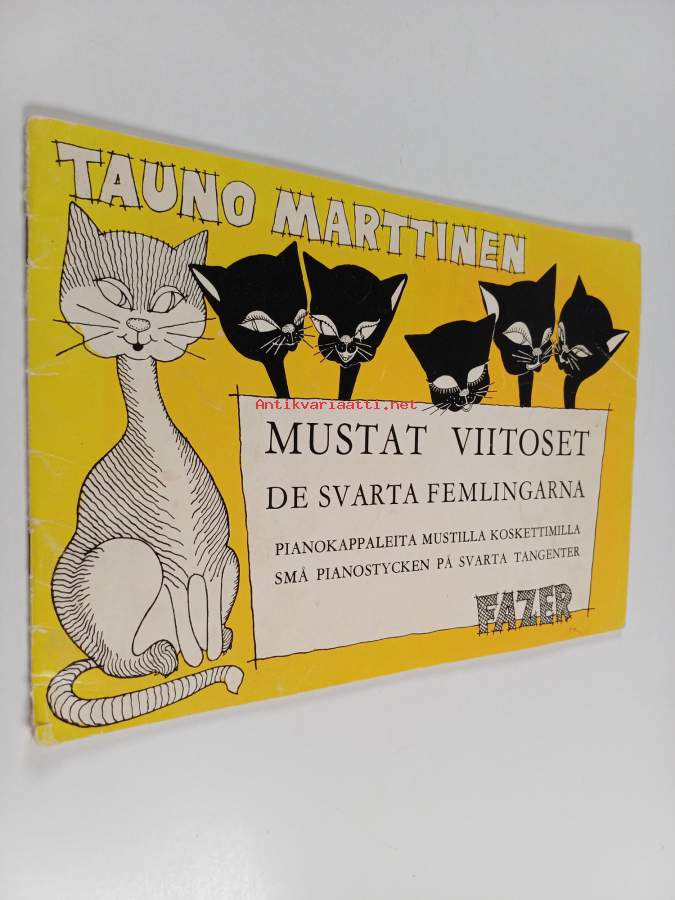 TAUNO MARTTINEN
Antikvariaatti.net
MUSTAT VIITOSET
DE SVARTA FEMLINGARNA
PIANOKAPPALEITA MUSTILLA KOSKETTIMILLA
SMÅ PIANOSTYCKEN PÅ SVARTA TANGENTER
FAZER